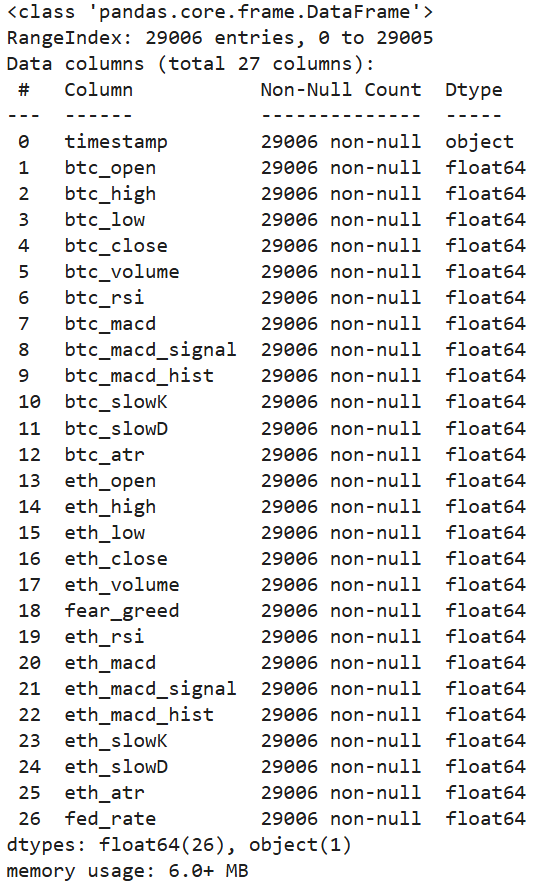 <class 'pandas.core.frame.DataFrame'>
RangeIndex: 29006 entries, 0 to 29005
Data columns (total 27 columns):
 #   Column           Non-Null Count  Dtype
---  ------           --------------  -----
 0   timestamp        29006 non-null  object
 1   btc_open         29006 non-null  float64
 2   btc_high         29006 non-null  float64
 3   btc_low          29006 non-null  float64
 4   btc_close        29006 non-null  float64
 5   btc_volume       29006 non-null  float64
 6   btc_rsi          29006 non-null  float64
 7   btc_macd         29006 non-null  float64
 8   btc_macd_signal  29006 non-null  float64
 9   btc_macd_hist    29006 non-null  float64
 10  btc_slowK        29006 non-null  float64
 11  btc_slowD        29006 non-null  float64
 12  btc_atr          29006 non-null  float64
 13  eth_open         29006 non-null  float64
 14  eth_high         29006 non-null  float64
 15  eth_low          29006 non-null  float64
 16  eth_close        29006 non-null  float64
 17  eth_volume       29006 non-null  float64
 18  fear_greed       29006 non-null  float64
 19  eth_rsi          29006 non-null  float64
 20  eth_macd         29006 non-null  float64
 21  eth_macd_signal  29006 non-null  float64
 22  eth_macd_hist    29006 non-null  float64
 23  eth_slowK        29006 non-null  float64
 24  eth_slowD        29006 non-null  float64
 25  eth_atr          29006 non-null  float64
 26  fed_rate         29006 non-null  float64
dtypes: float64(26), object(1)
memory usage: 6.0+ MB